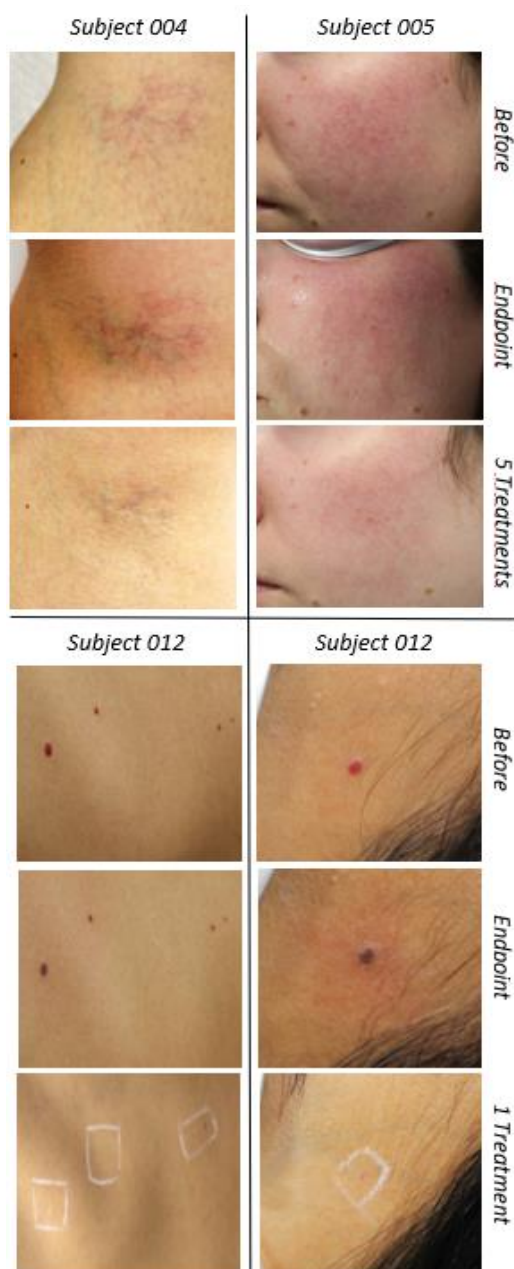 Subject 004
Subject 005
Before
Endpoint
5 Treatments
Subject 012
Subject 012
Before
Endpoint
1 Treatment